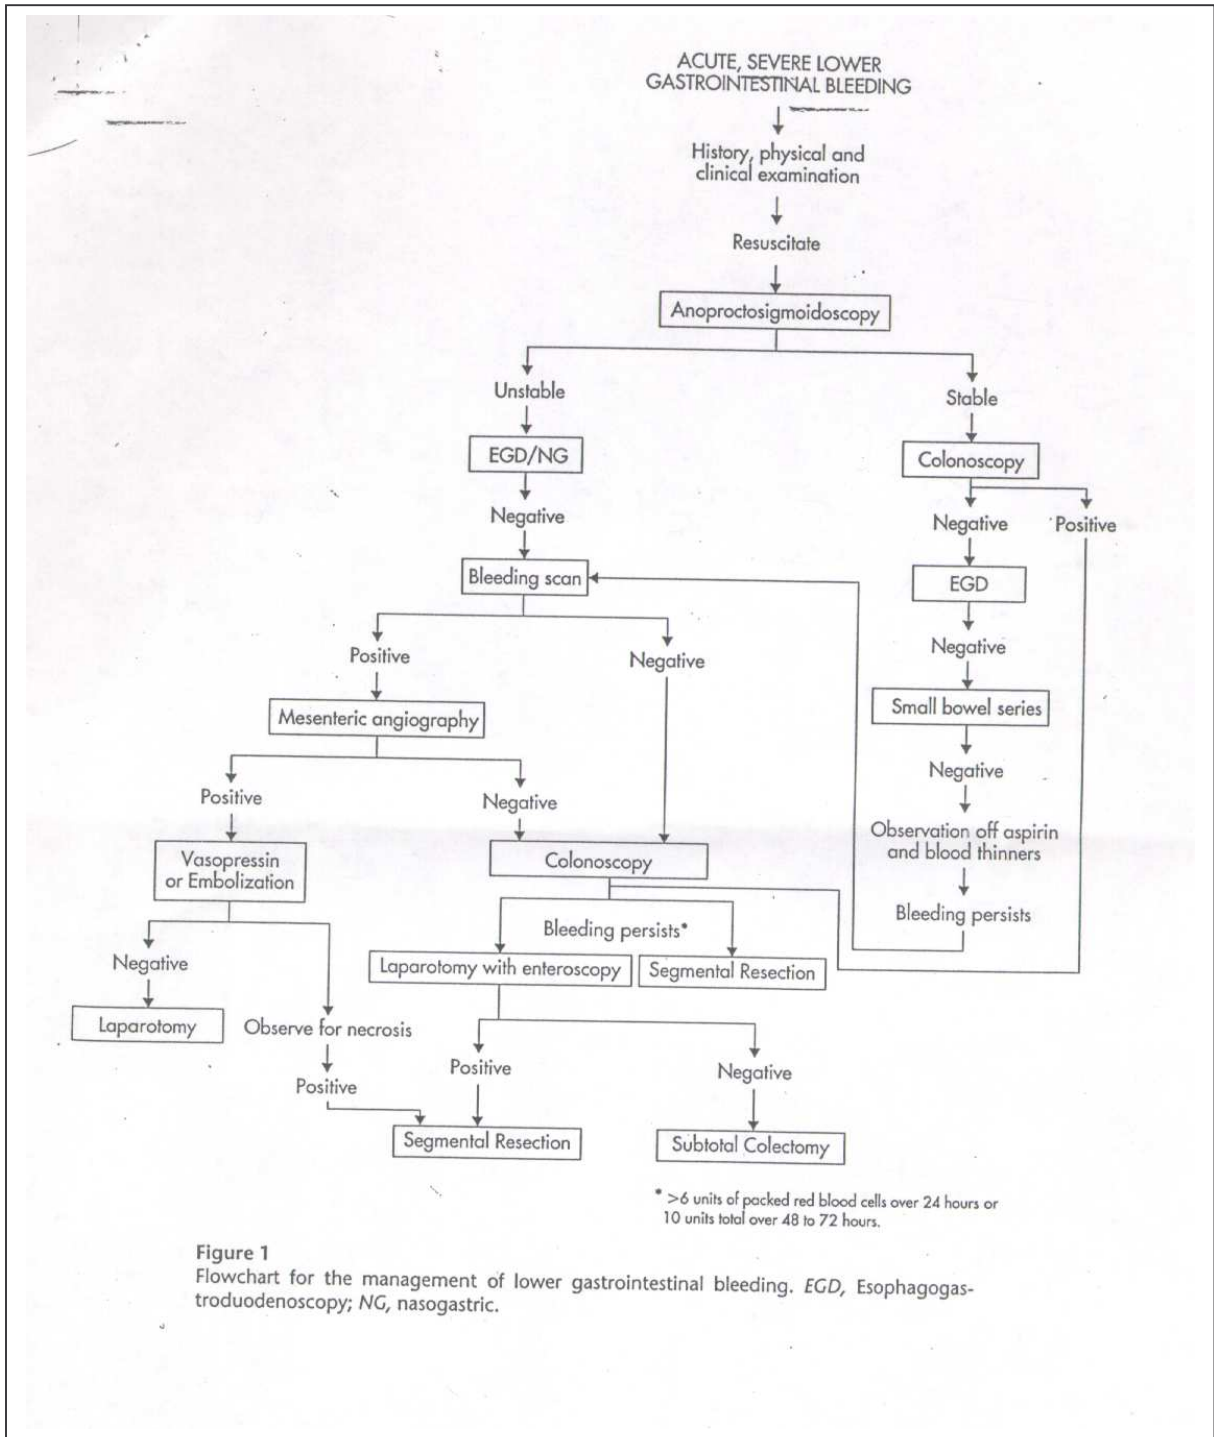 ACUTE, SEVERE LOWER
GASTROINTESTINAL BLEEDING
History, physical and
clinical examination
Resuscitate
Anoproctosigmoidoscopy
Unstable
Stable
EGD/NG
Colonoscopy
Negative
Negative
Positive
Bleeding scan
EGD
Positive
Negative
Negative
Mesenteric angiography
Small bowel series
Positive
Negative
Negative
Vasopressin
or Embolization
Colonoscopy
Observation off aspirin
and blood thinners
Bleeding persists*
Bleeding persists
Negative
Laparotomy with enteroscopy
Segmental Resection
Laparotomy
Observe for necrosis
Positive
Positive
Negative
Segmental Resection
Subtotal Colectomy
* >6 units of packed red blood cells over 24 hours or
10 units total over 48 to 72 hours.
Figure 1
Flowchart for the management of lower gastrointestinal bleeding. EGD, Esophagogas-
troduodenoscopy; NG, nasogastric.